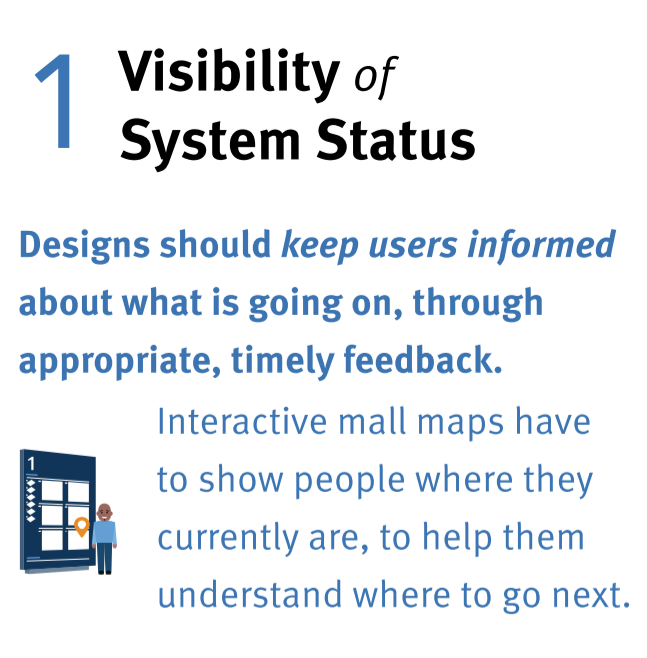 1
Visibility of
System Status
Designs should keep users informed
about what is going on, through
appropriate, timely feedback.
Interactive mall maps have
to show people where they
currently are, to help them
understand where to go next.
1